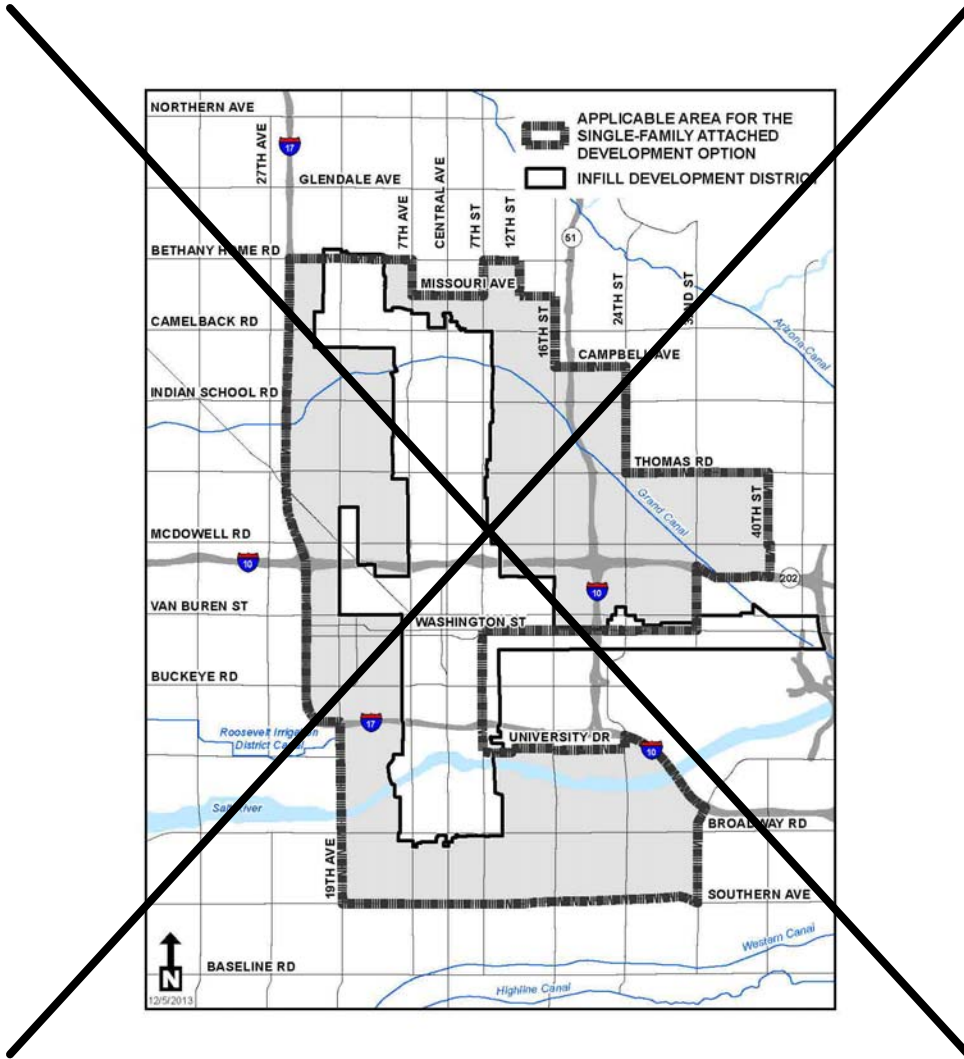 NORTHERN AVE
27TH AVE
17
GLENDALE AVE
APPLICABLE AREA FOR THE
SINGLE-FAMILY ATTACHED
DEVELOPMENT OPTION
INFILL DEVELOPMENT DISTRICT
7TH AVE
CENTRAL AVE
7TH ST
12TH ST
51
BETHANY HOME RD
MISSOURI AVE
24TH ST
32ND ST
Arizona Canal
CAMELBACK RD
16TH ST
CAMPBELL AVE
INDIAN SCHOOL RD
THOMAS RD
Grand Canal
40TH ST
MCDOWELL RD
10
10
202
VAN BUREN ST
WASHINGTON ST
BUCKEYE RD
17
Roosevelt Irrigation
District Canal
UNIVERSITY DR
10
Salt River
BROADWAY RD
19TH AVE
SOUTHERN AVE
Western Canal
N
BASELINE RD
Highline Canal
12/5/2013